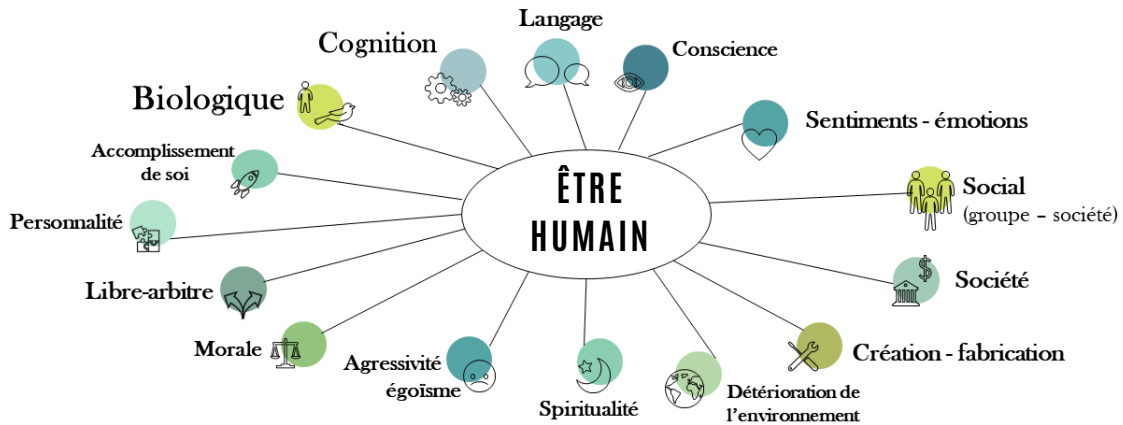 Langage
Cognition
Conscience
Biologique
Sentiments - émotions
Accomplissement
de soi
ÊTRE
HUMAIN
Social
(groupe – société)
Personnalité
Libre-arbitre
Société
Morale
Agressivité
égoïsme
Spiritualité
Détérioration de
l'environnement
Création - fabrication